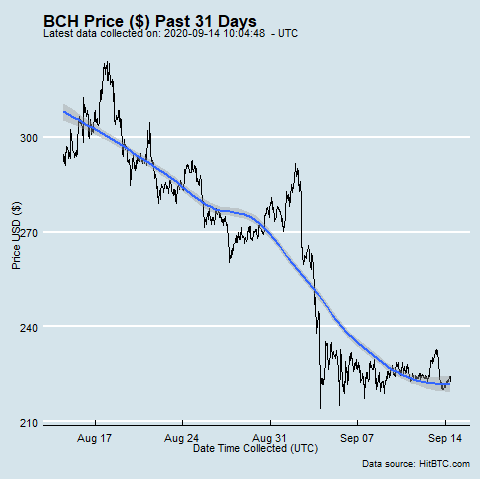 BCH Price ($) Past 31 Days
Latest data collected on: 2020-09-14 10:04:48 - UTC
300
270
240
210
Price USD ($)
Aug 17 Aug 24 Aug 31 Sep 07 Sep 14
Date Time Collected (UTC)
Data source: HitBTC.com